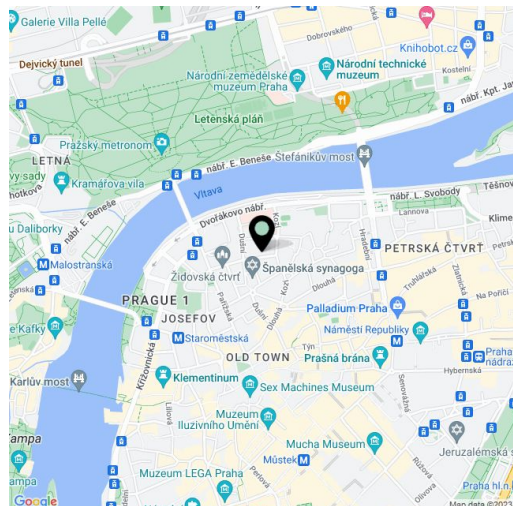 Galerie Villa Pellé
Dobrovského
Dejvický tunel
Knihobot.cz
Národní technické
muzeum
Kostelní
Národní zemědělské
muzeum Praha
Letenská pláň
Pražský metronom
nábř. Kpt. Ja
LETNÁ
nábř. E. Beneše
Štefánikův most
Kramářova vila
Vltava
nábř. L. Svobody
Těšnov
Lannova
Klime
nábř. E. Beneše
Dvořákovo nábř.
Kozí
Dušní
u Daliborky
Malostranská
Židovská čtvrť
Španělská synagoga
Hradební
PETRSKÁ ČTVRŤ
Truhlářská
Zlatnická
Na Poříčí
PRAGUE 1
JOSEFOV
Pařížská
Dušní
Kozí
Dlouhá
Dlouhá
Palladium Praha
Náměstí Republiky
Staroměstská
Křižovnická
OLD TOWN
Týn
Prašná brána
Hybernská
Karlův most
Klementinum
Sex Machines Museum
Senovážná
Liliová
Muzeum
Iluzivního Umění
Mucha Museum
Můstek
Jeruzalémská s
Muzeum LEGA Praha
Perlová
Růžová
Olivova
Praha hl.n.
Google
Map data ©2023